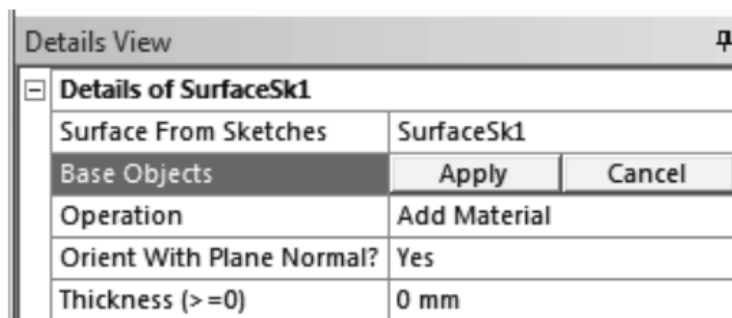 Details View
Details of SurfaceSk1
Surface From Sketches SurfaceSk1
Base Objects Apply Cancel
Operation Add Material
Orient With Plane Normal? Yes
Thickness (>=0) 0 mm